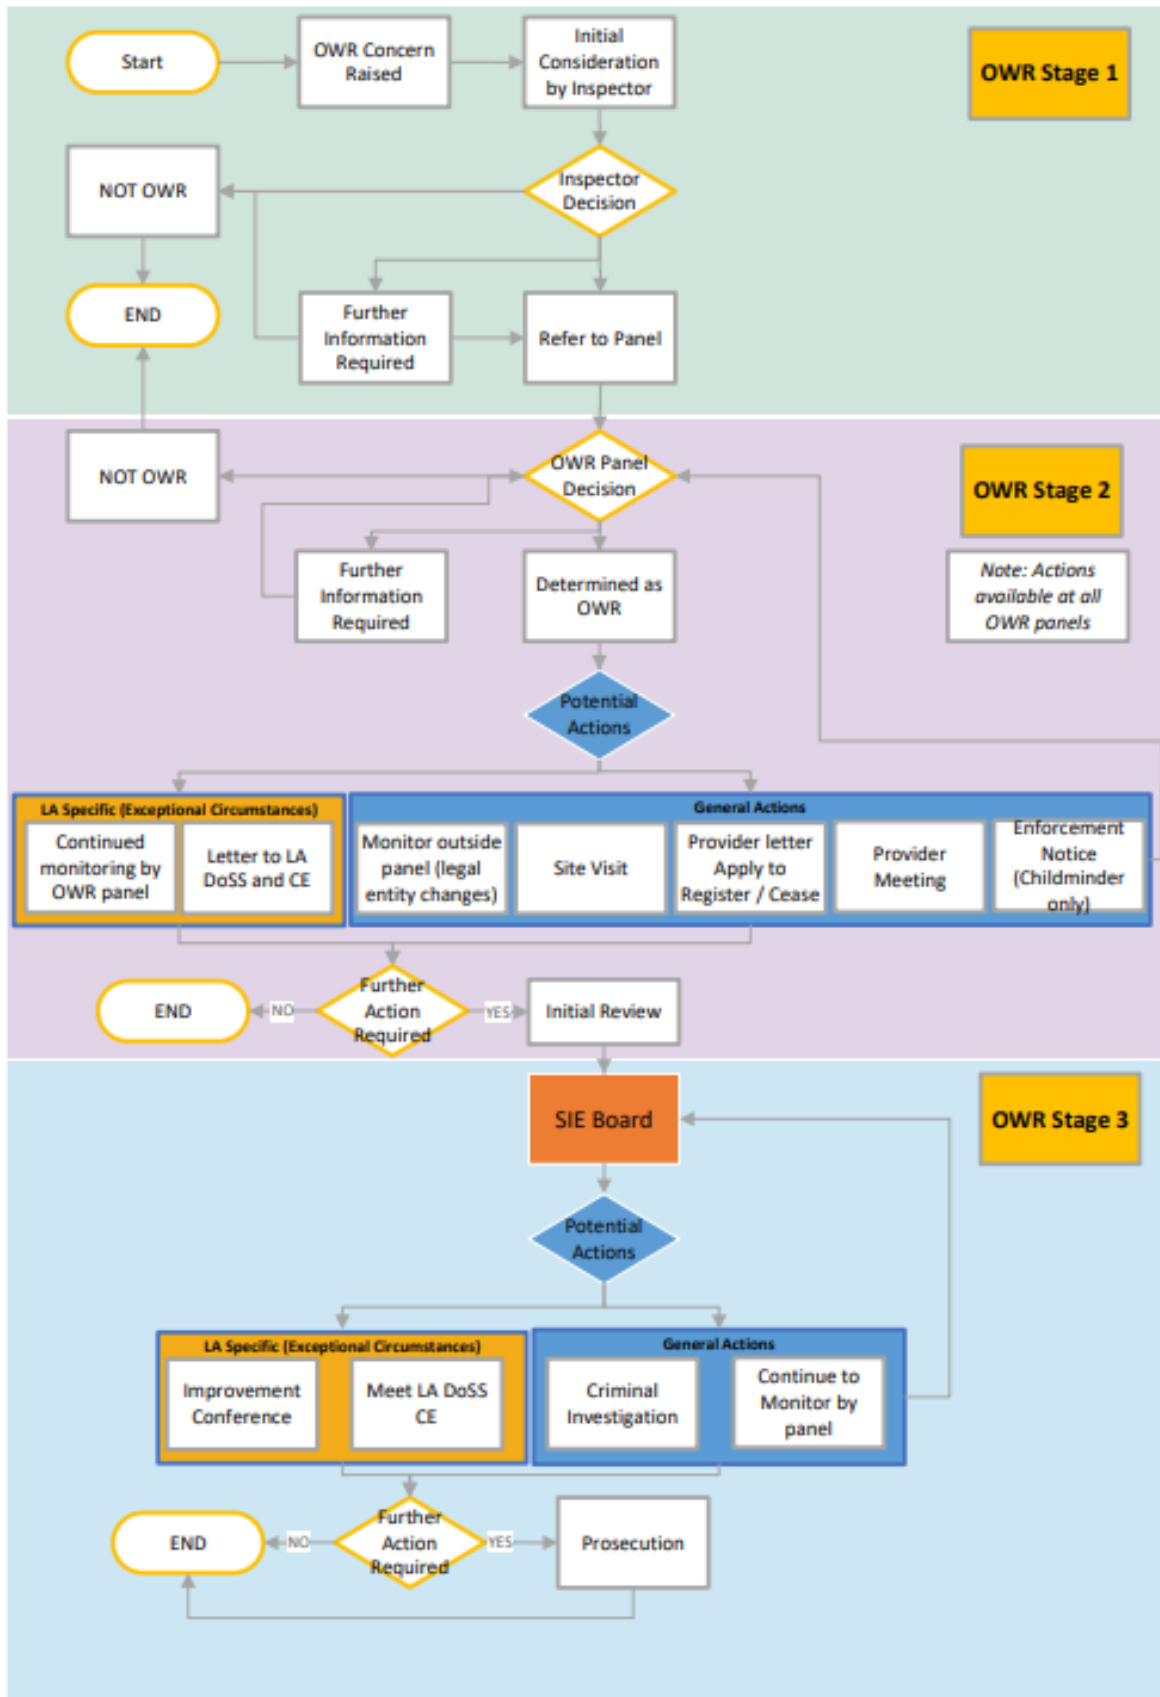 Start
OWR Concern
Raised
Initial
Consideration
by Inspector
OWR Stage 1
NOT OWR
Inspector
Decision
END
Further
Information
Required
Refer to Panel
NOT OWR
OWR Panel
Decision
OWR Stage 2
Further
Information
Required
Determined as
OWR
Note: Actions
available at all
OWR panels
Potential
Actions
LA Specific (Exceptional Circumstances)
Continued
monitoring by
OWR panel
Letter to LA
DoSS and CE
General Actions
Monitor outside
panel (legal
entity changes)
Site Visit
Provider letter
Apply to
Register / Cease
Provider
Meeting
Enforcement
Notice
(Childminder
only)
END
NO
Further
Action
Required
YES
Initial Review
SIE Board
OWR Stage 3
Potential
Actions
LA Specific (Exceptional Circumstances)
Improvement
Conference
Meet LA DoSS
CE
General Actions
Criminal
Investigation
Continue to
Monitor by
panel
END
NO
Further
Action
Required
YES
Prosecution